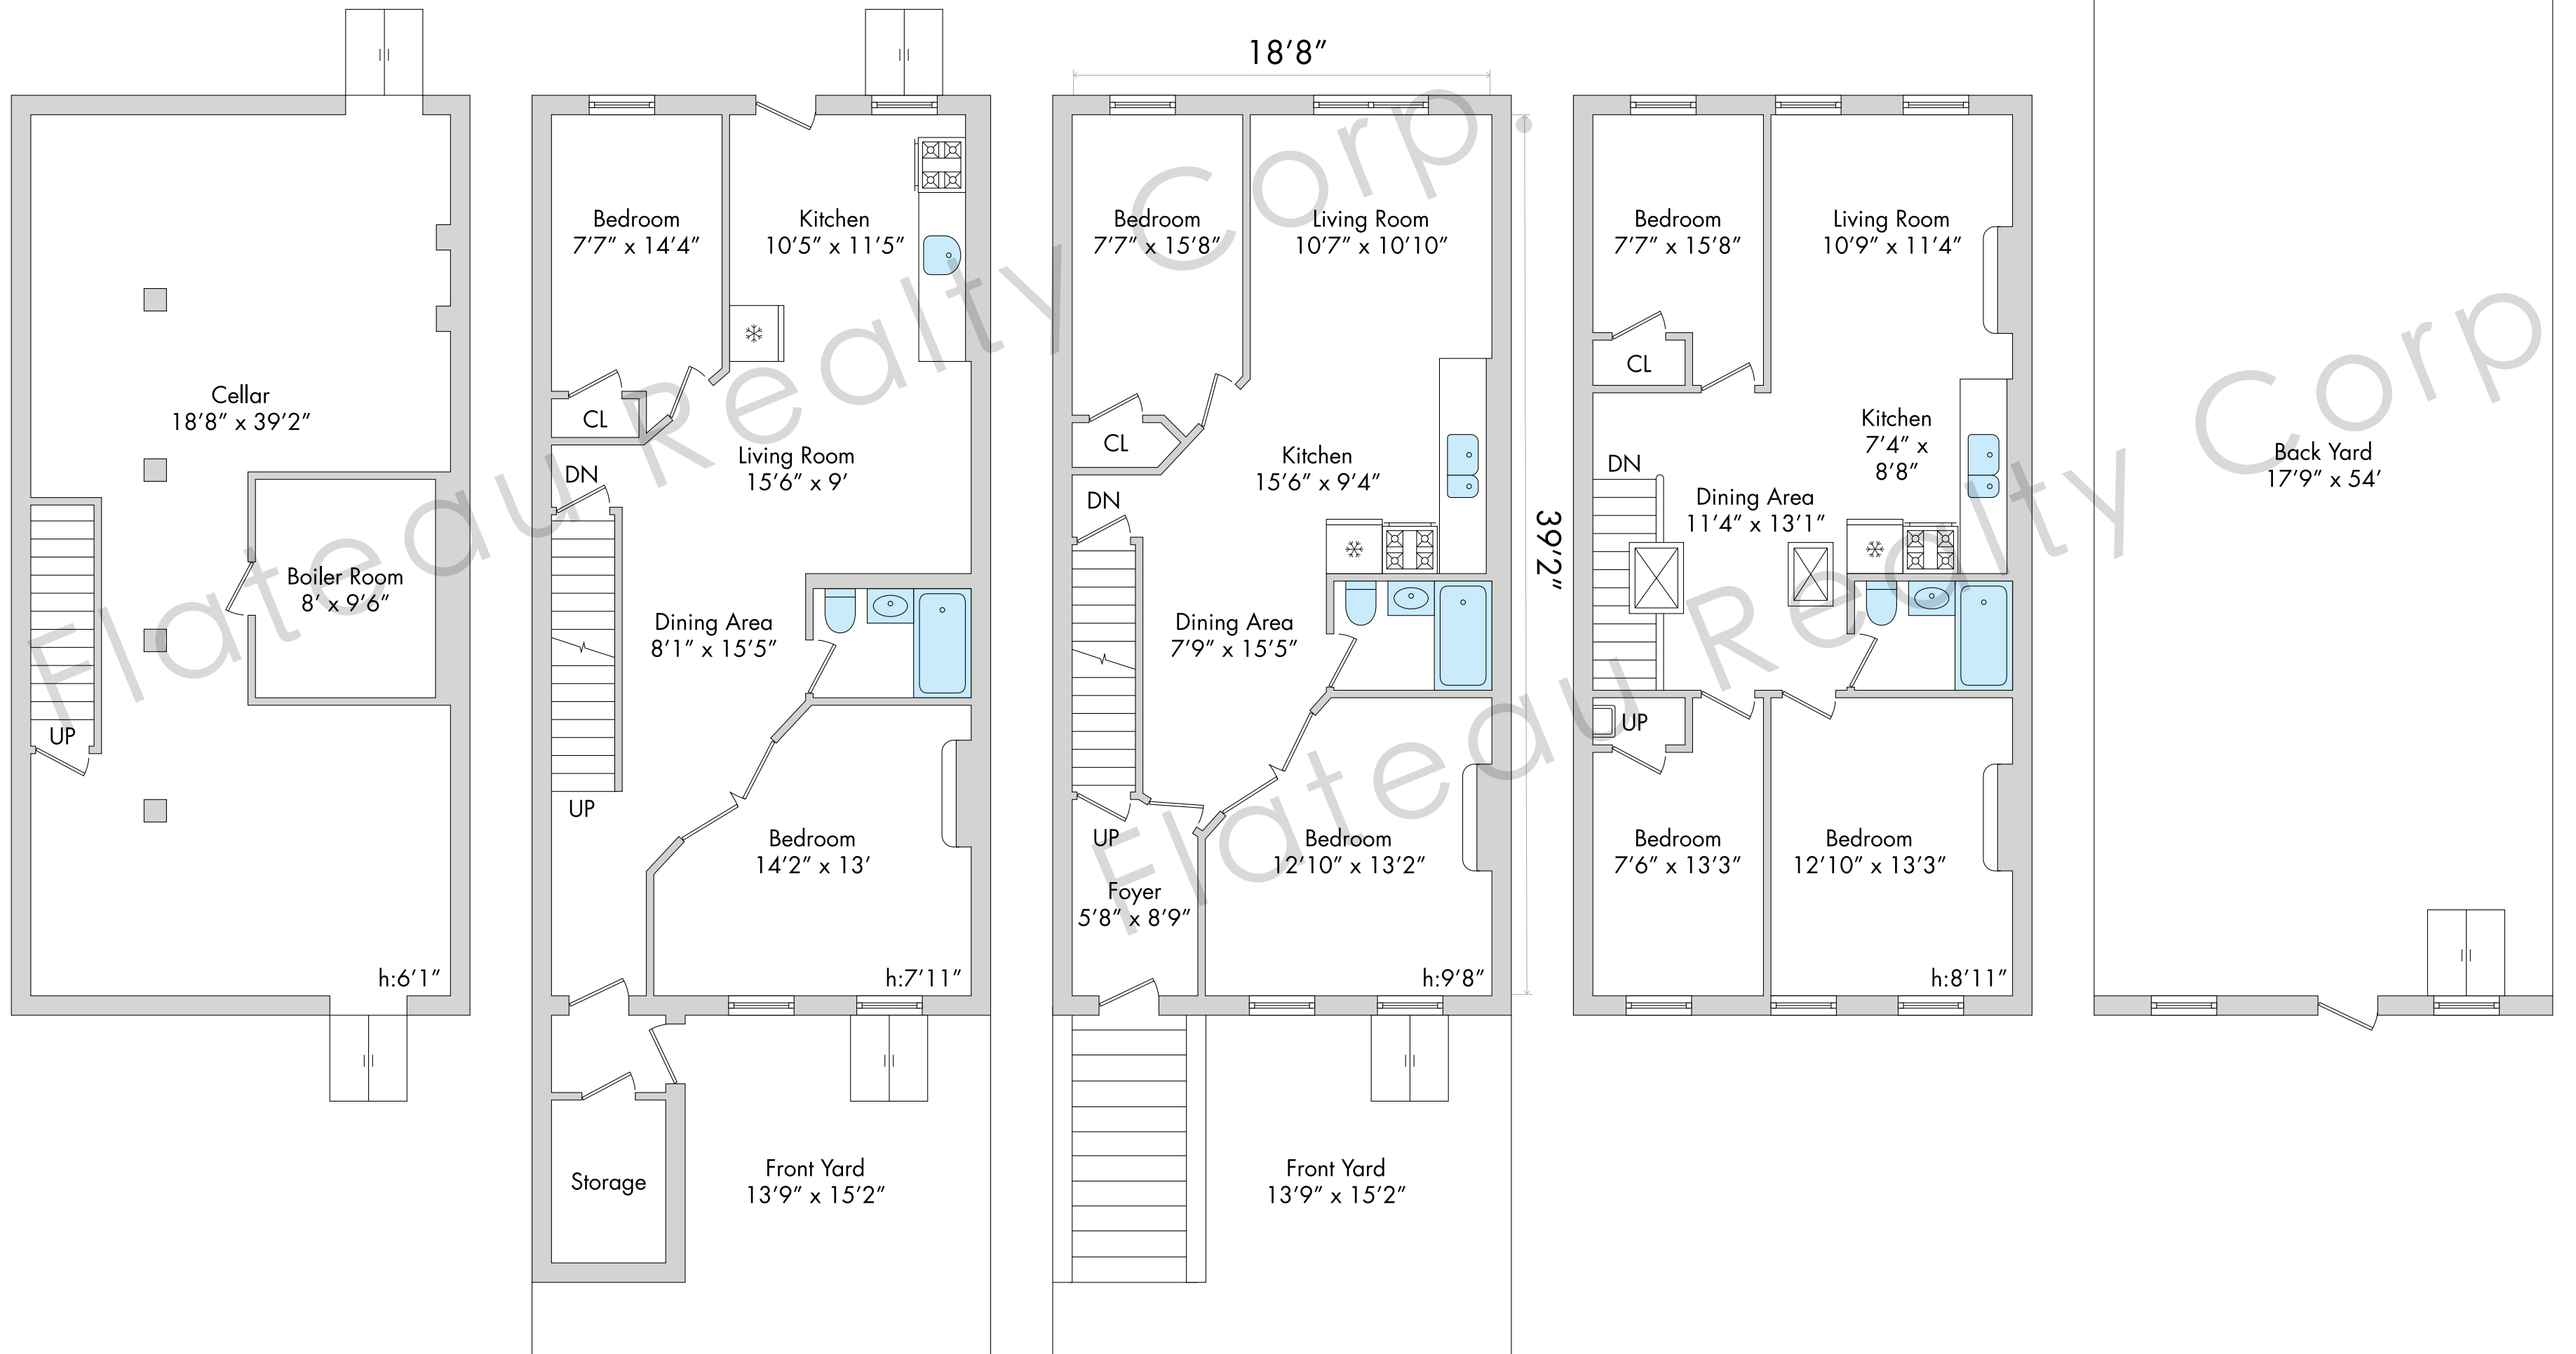 Cellar
18’8” x 39’2”
Boiler Room
8’ x 9’6”
UP
h:6’1”
Bedroom
7’7” x 14’4”
Kitchen
10’5” x 11’5”
CL
DN
Living Room
15’6” x 9’
Dining Area
8’1” x 15’5”
UP
Bedroom
14’2” x 13’
h:7’11”
Storage
Front Yard
13’9” x 15’2”
18’8”
39’2”
Bedroom
7’7” x 15’8”
Living Room
10’7” x 10’10”
CL
DN
Kitchen
15’6” x 9’4”
Dining Area
7’9” x 15’5”
UP
Foyer
5’8” x 8’9”
Bedroom
12’10” x 13’2”
h:9’8”
Front Yard
13’9” x 15’2”
Bedroom
7’7” x 15’8”
Living Room
10’9” x 11’4”
CL
Kitchen
7’4” x
8’8”
DN
Dining Area
11’4” x 13’1”
UP
Bedroom
7’6” x 13’3”
Bedroom
12’10” x 13’3”
h:8’11”
Back Yard
17’9” x 54’
Flateau Realty Corp.
Flateau Realty Corp